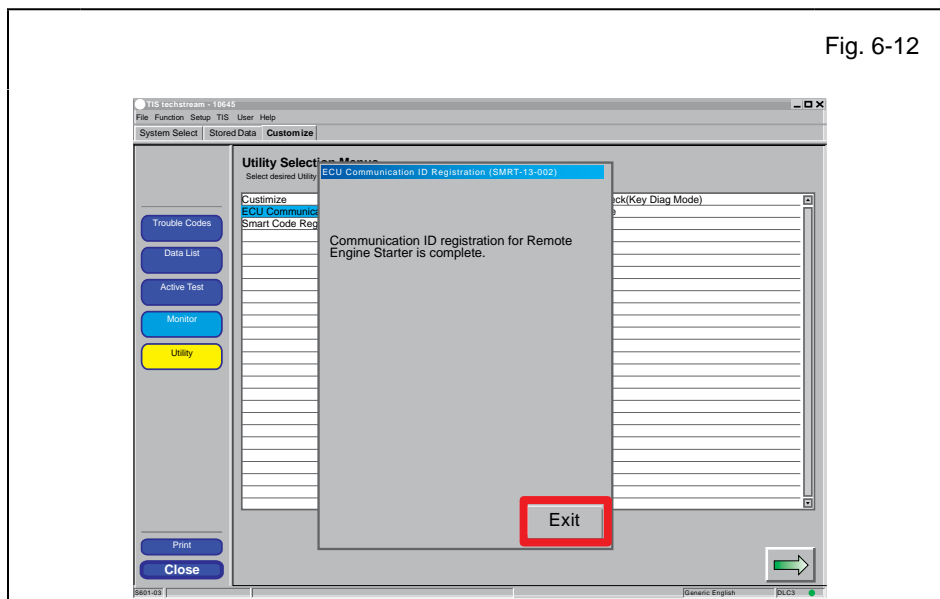 Fig. 6-12
TIS techstream - 10645
File Function Setup TIS User Help
System Select Stored Data Customize
Utility Selection Menus
Select desired Utility
ECU Communication ID Registration (SMRT-13-002)
Custimize
eck(Key Diag Mode)
ECU Communica
Smart Code Reg
Communication ID registration for Remote
Engine Starter is complete.
Trouble Codes
Data List
Active Test
Monitor
Utility
Exit
Print
Close
S601-03
Generic English
DLC3